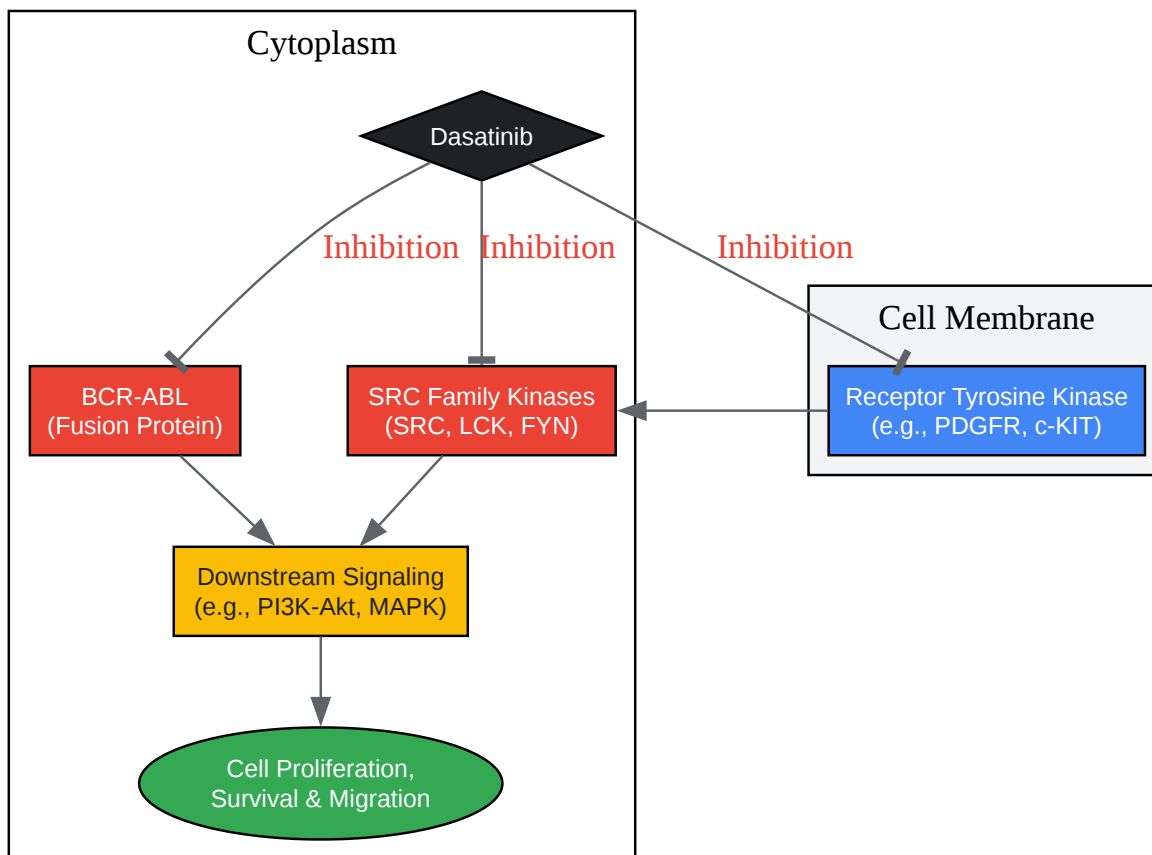 Cytoplasm
Dasatinib
Inhibition
Inhibition
Inhibition
Cell Membrane
BCR-ABL
(Fusion Protein)
SRC Family Kinases
(SRC, LCK, FYN)
Receptor Tyrosine Kinase
(e.g., PDGFR, c-KIT)
Downstream Signaling
(e.g., PI3K-Akt, MAPK)
Cell Proliferation,
Survival & Migration